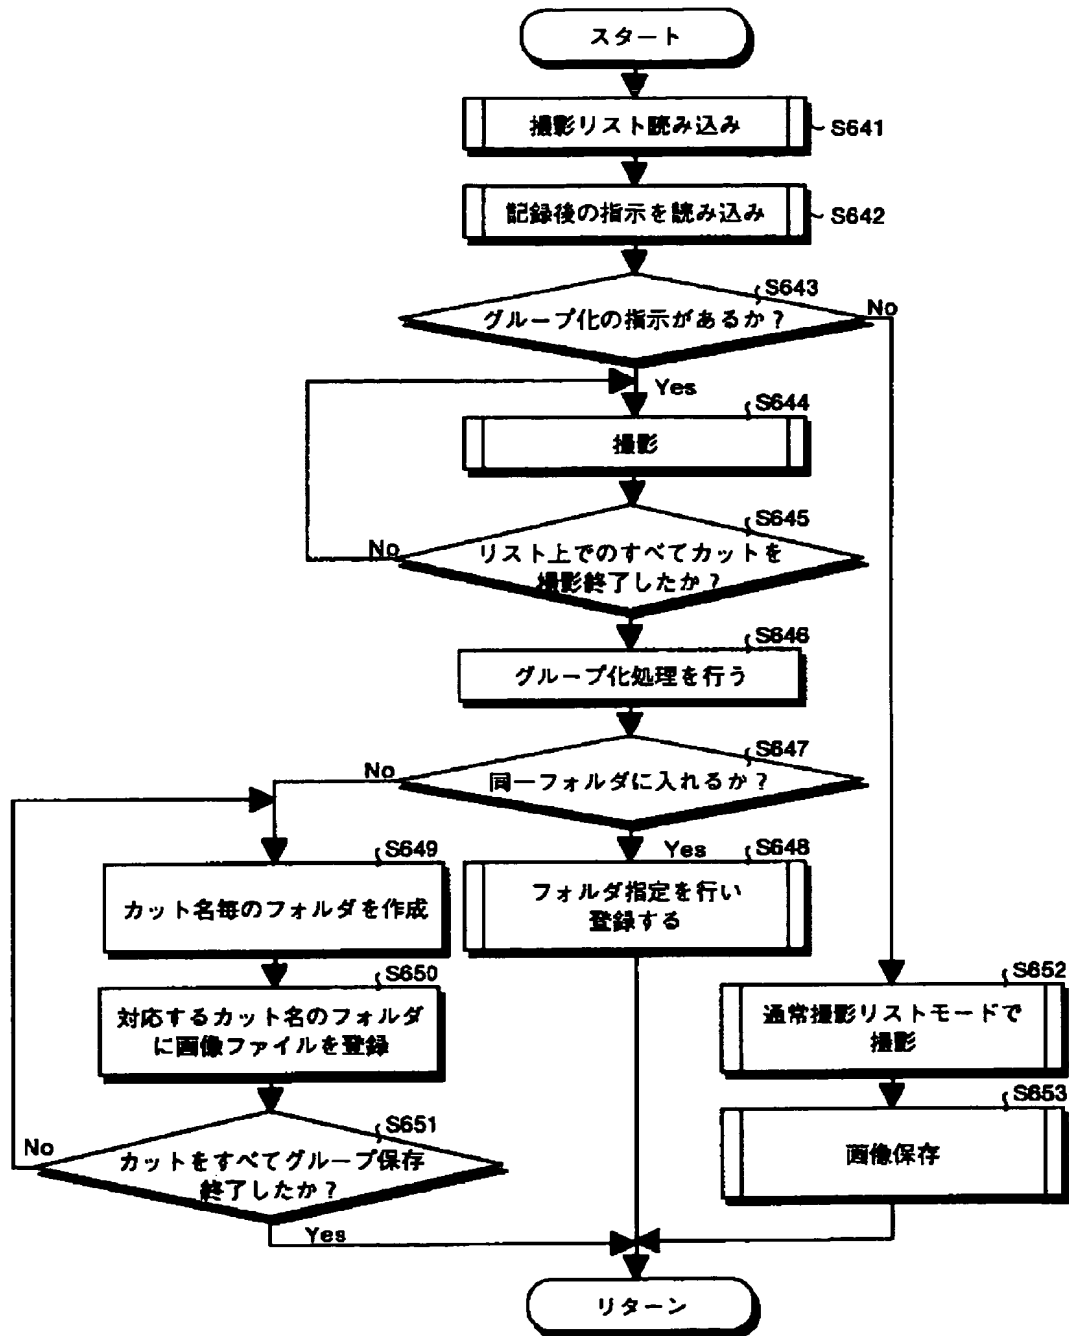 スタート
撮影リスト読み込み
S641
記録後の指示を読み込み
S642
S643
グループ化の指示があるか？
No
Yes
S644
撮影
S645
No
リスト上でのすべてカットを
撮影終了したか？
S646
グループ化処理を行う
S647
No
同一フォルダに入れるか？
Yes
S648
フォルダ指定を行い
登録する
S649
カット名毎のフォルダを作成
S650
対応するカット名のフォルダ
に画像ファイルを登録
S651
No
カットをすべてグループ保存
終了したか？
Yes
S652
通常撮影リストモードで
撮影
S653
画像保存
リターン